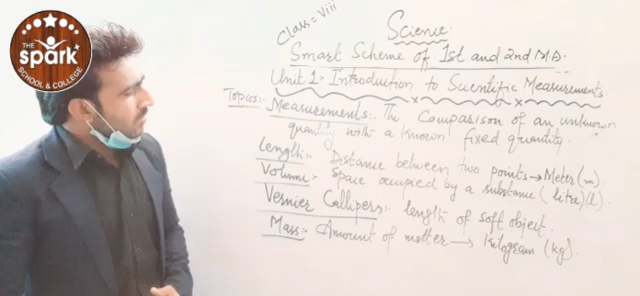 THE
spark
SCHOOL & COLLEGE
Class = Viii
Science.
Smart Scheme of 1st and 2nd M.D.
Unit 1:- Introduction to Scientific Measurements
Topics:- Measurements:- The Comparison of an unknown
quantity with a known fixed quantity.
Length:- Distance between two points → Meter (m).
Volume:- Space occupied by a substance (litre) (l).
Vernier Callipers:- length of soft object.
Mass:- Amount of matter → Kilogram (kg).